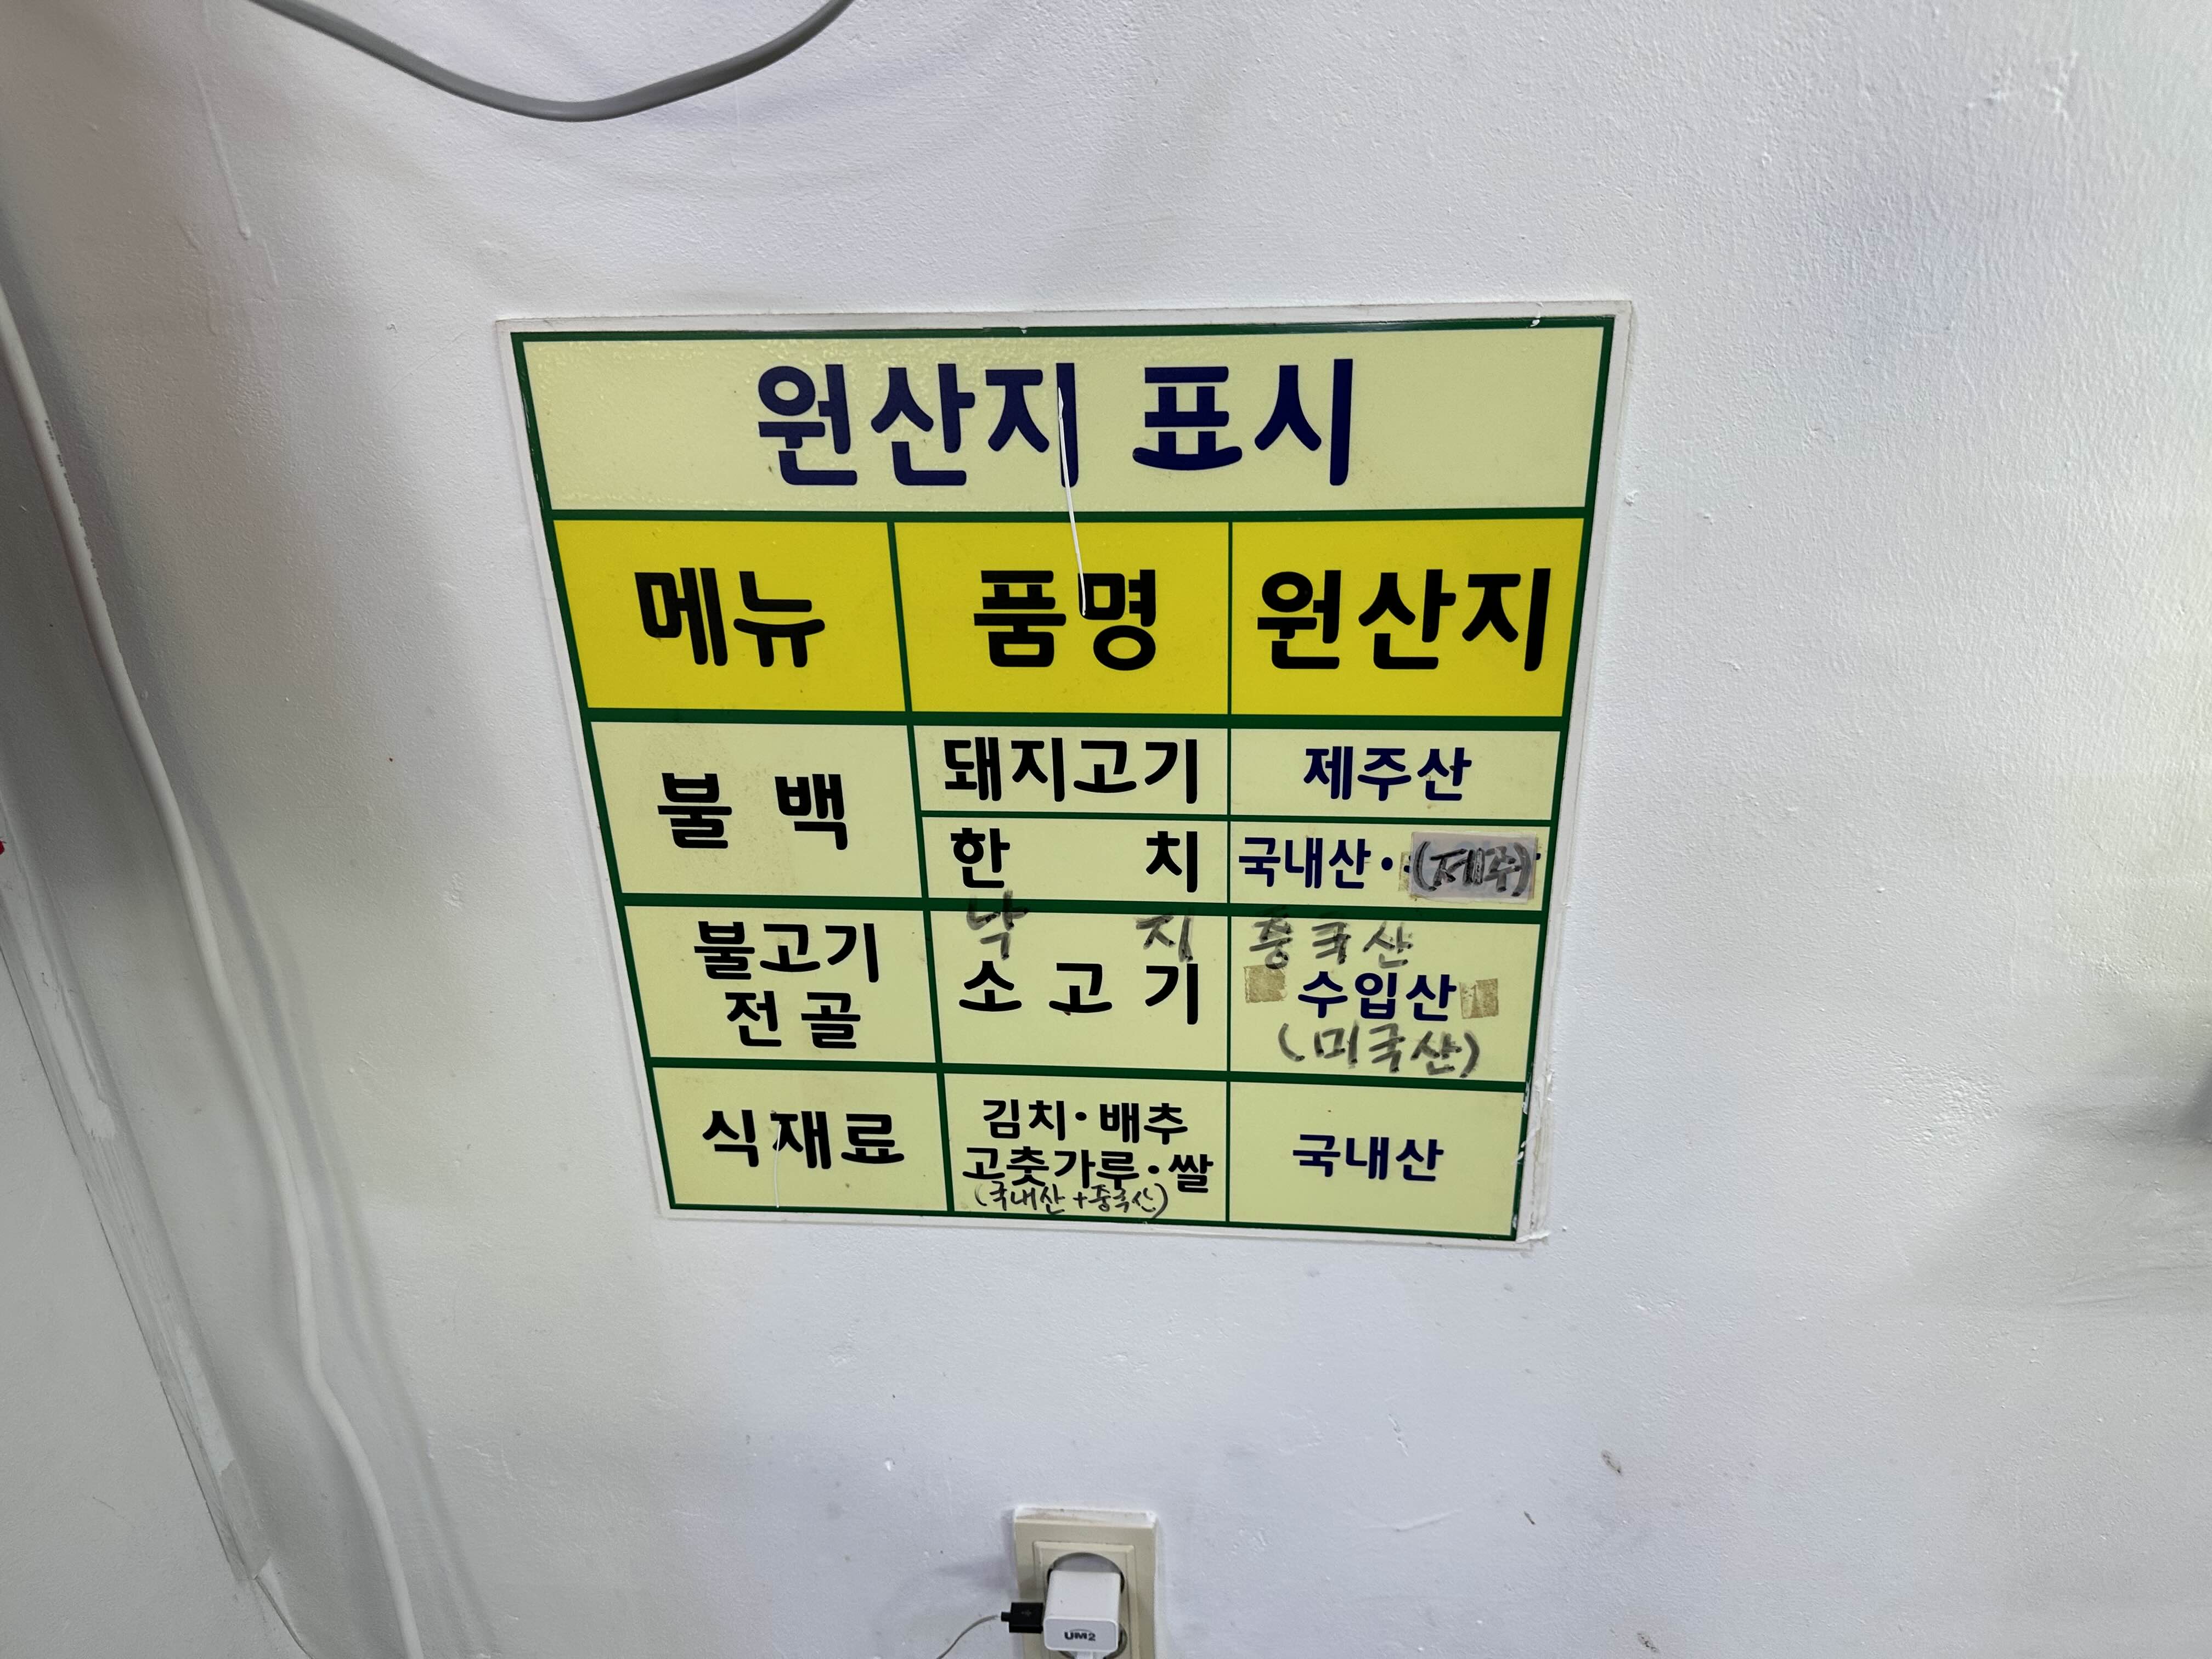 원산지 표시
메뉴 품명 원산지
불 백 돼지고기 제주산
한 치 국내산· (제주)
낙 지 중국산
불고기 전골 소고기 수입산
(미국산)
식재료 김치·배추 국내산
고춧가루·쌀
(국내산+중국산)
UM2